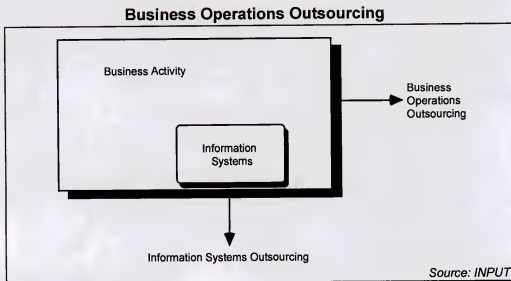 Business Operations Outsourcing
Business Activity
Business
Operations
Outsourcing
Information
Systems
Information Systems Outsourcing
Source: INPUT